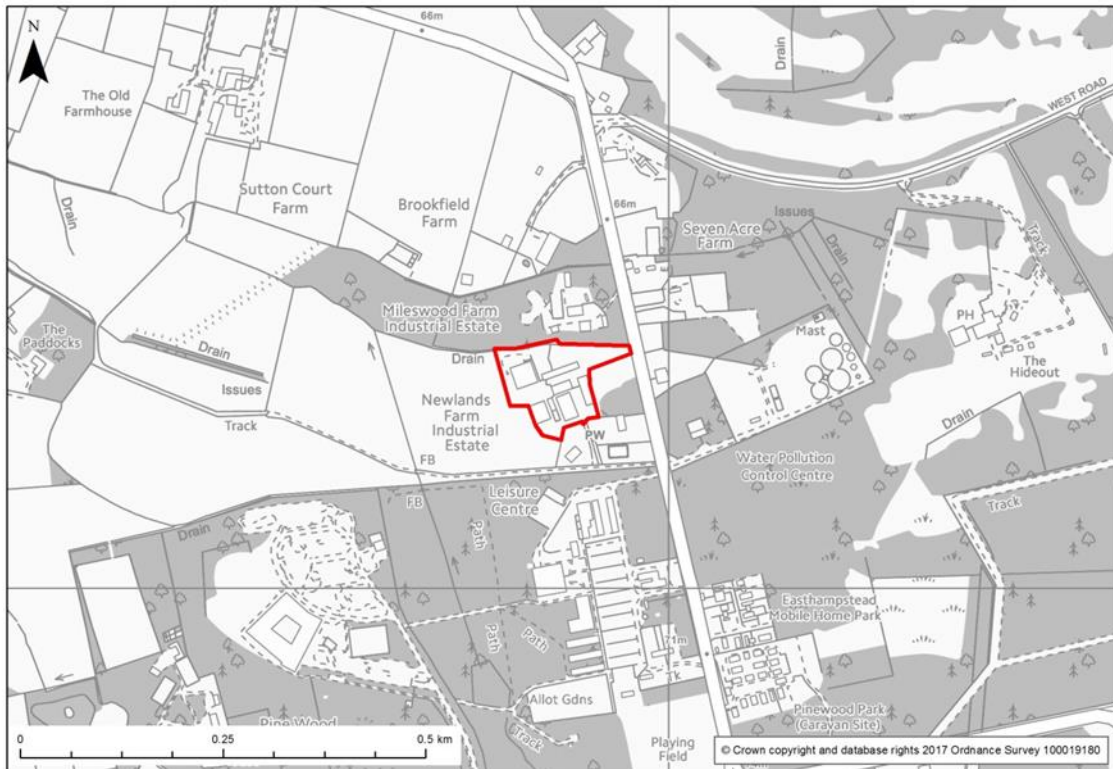 66m
N
The Old
Farmhouse
Drain
WEST ROAD
Sutton Court
Farm
Brookfield
Farm
66m
Drain
Issues
Seven Acre
Farm
Drain
Track
Mileswood Farm
Industrial Estate
PH
The
Paddocks
Mast
Drain
Drain
The
Hideout
Issues
Newlands
Farm
Industrial
Estate
Track
Drain
PW
FB
Water Pollution
Control Centre
Leisure
Centre
FB
Track
Drain
Path
Easthampstead
Mobile Home Park
Path
Path
71m
Tk
Allot Gdns
Pinewood Park
(Caravan Site)
Pine Wood
Track
Playing
Field
0 0.25 0.5 km
© Crown copyright and database rights 2017 Ordnance Survey 100019180